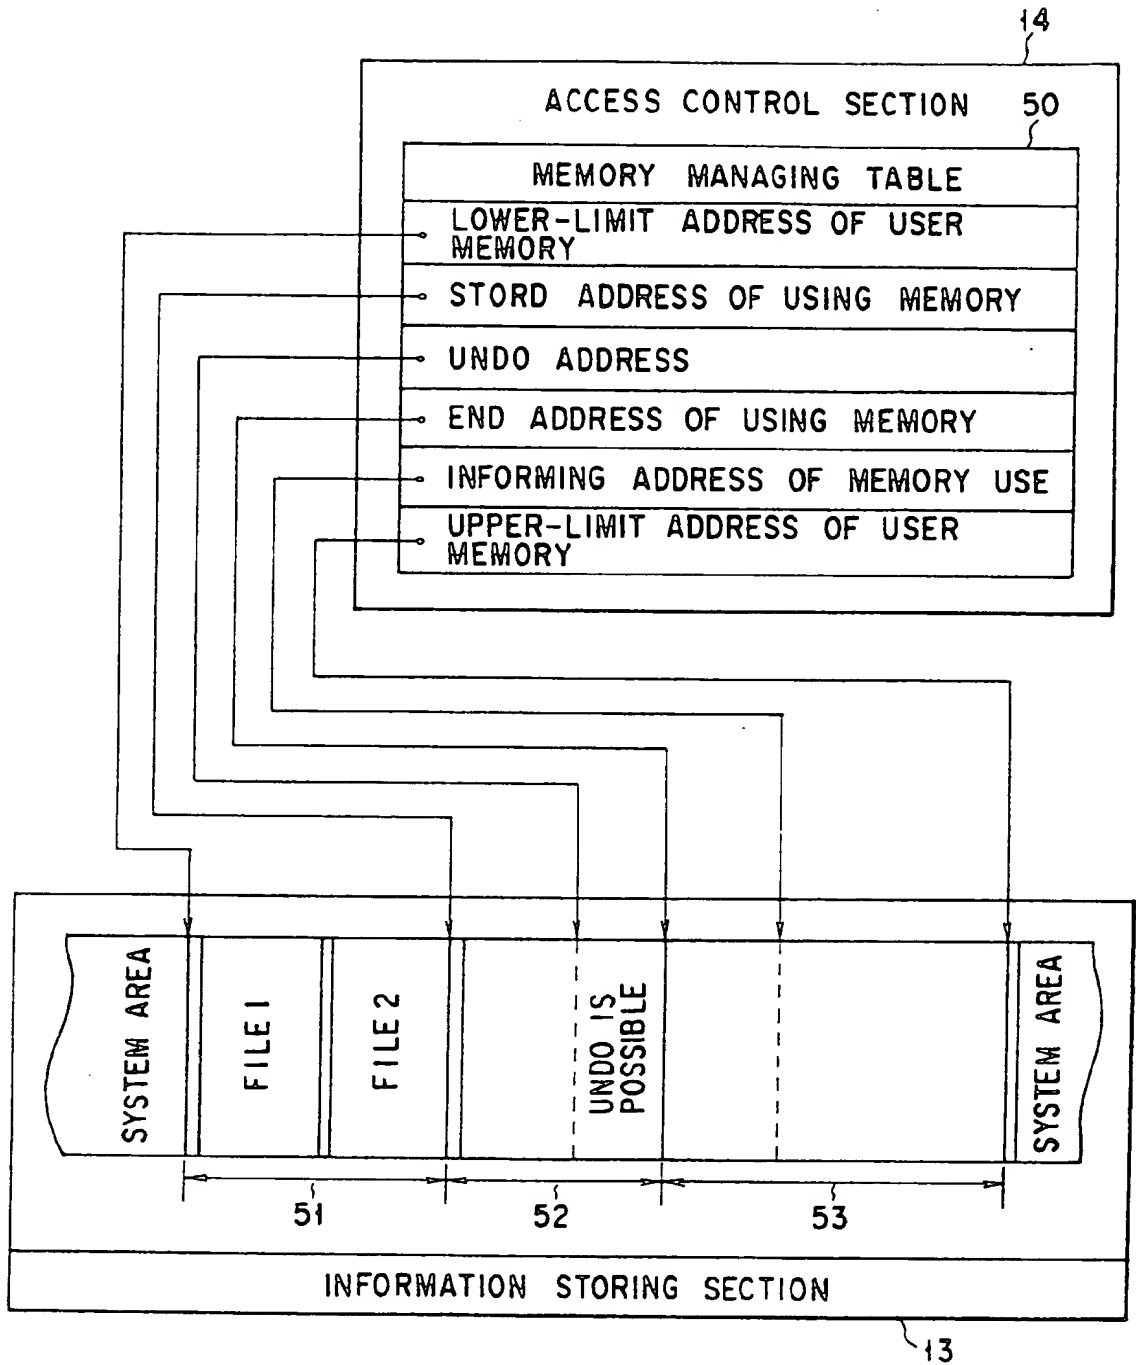 14
ACCESS CONTROL SECTION 50
MEMORY MANAGING TABLE
LOWER-LIMIT ADDRESS OF USER
MEMORY
STORD ADDRESS OF USING MEMORY
UNDO ADDRESS
END ADDRESS OF USING MEMORY
INFORMING ADDRESS OF MEMORY USE
UPPER-LIMIT ADDRESS OF USER
MEMORY
SYSTEM AREA
FILE 1
FILE 2
UNDO IS
POSSIBLE
SYSTEM AREA
51 52 53
INFORMATION STORING SECTION
13